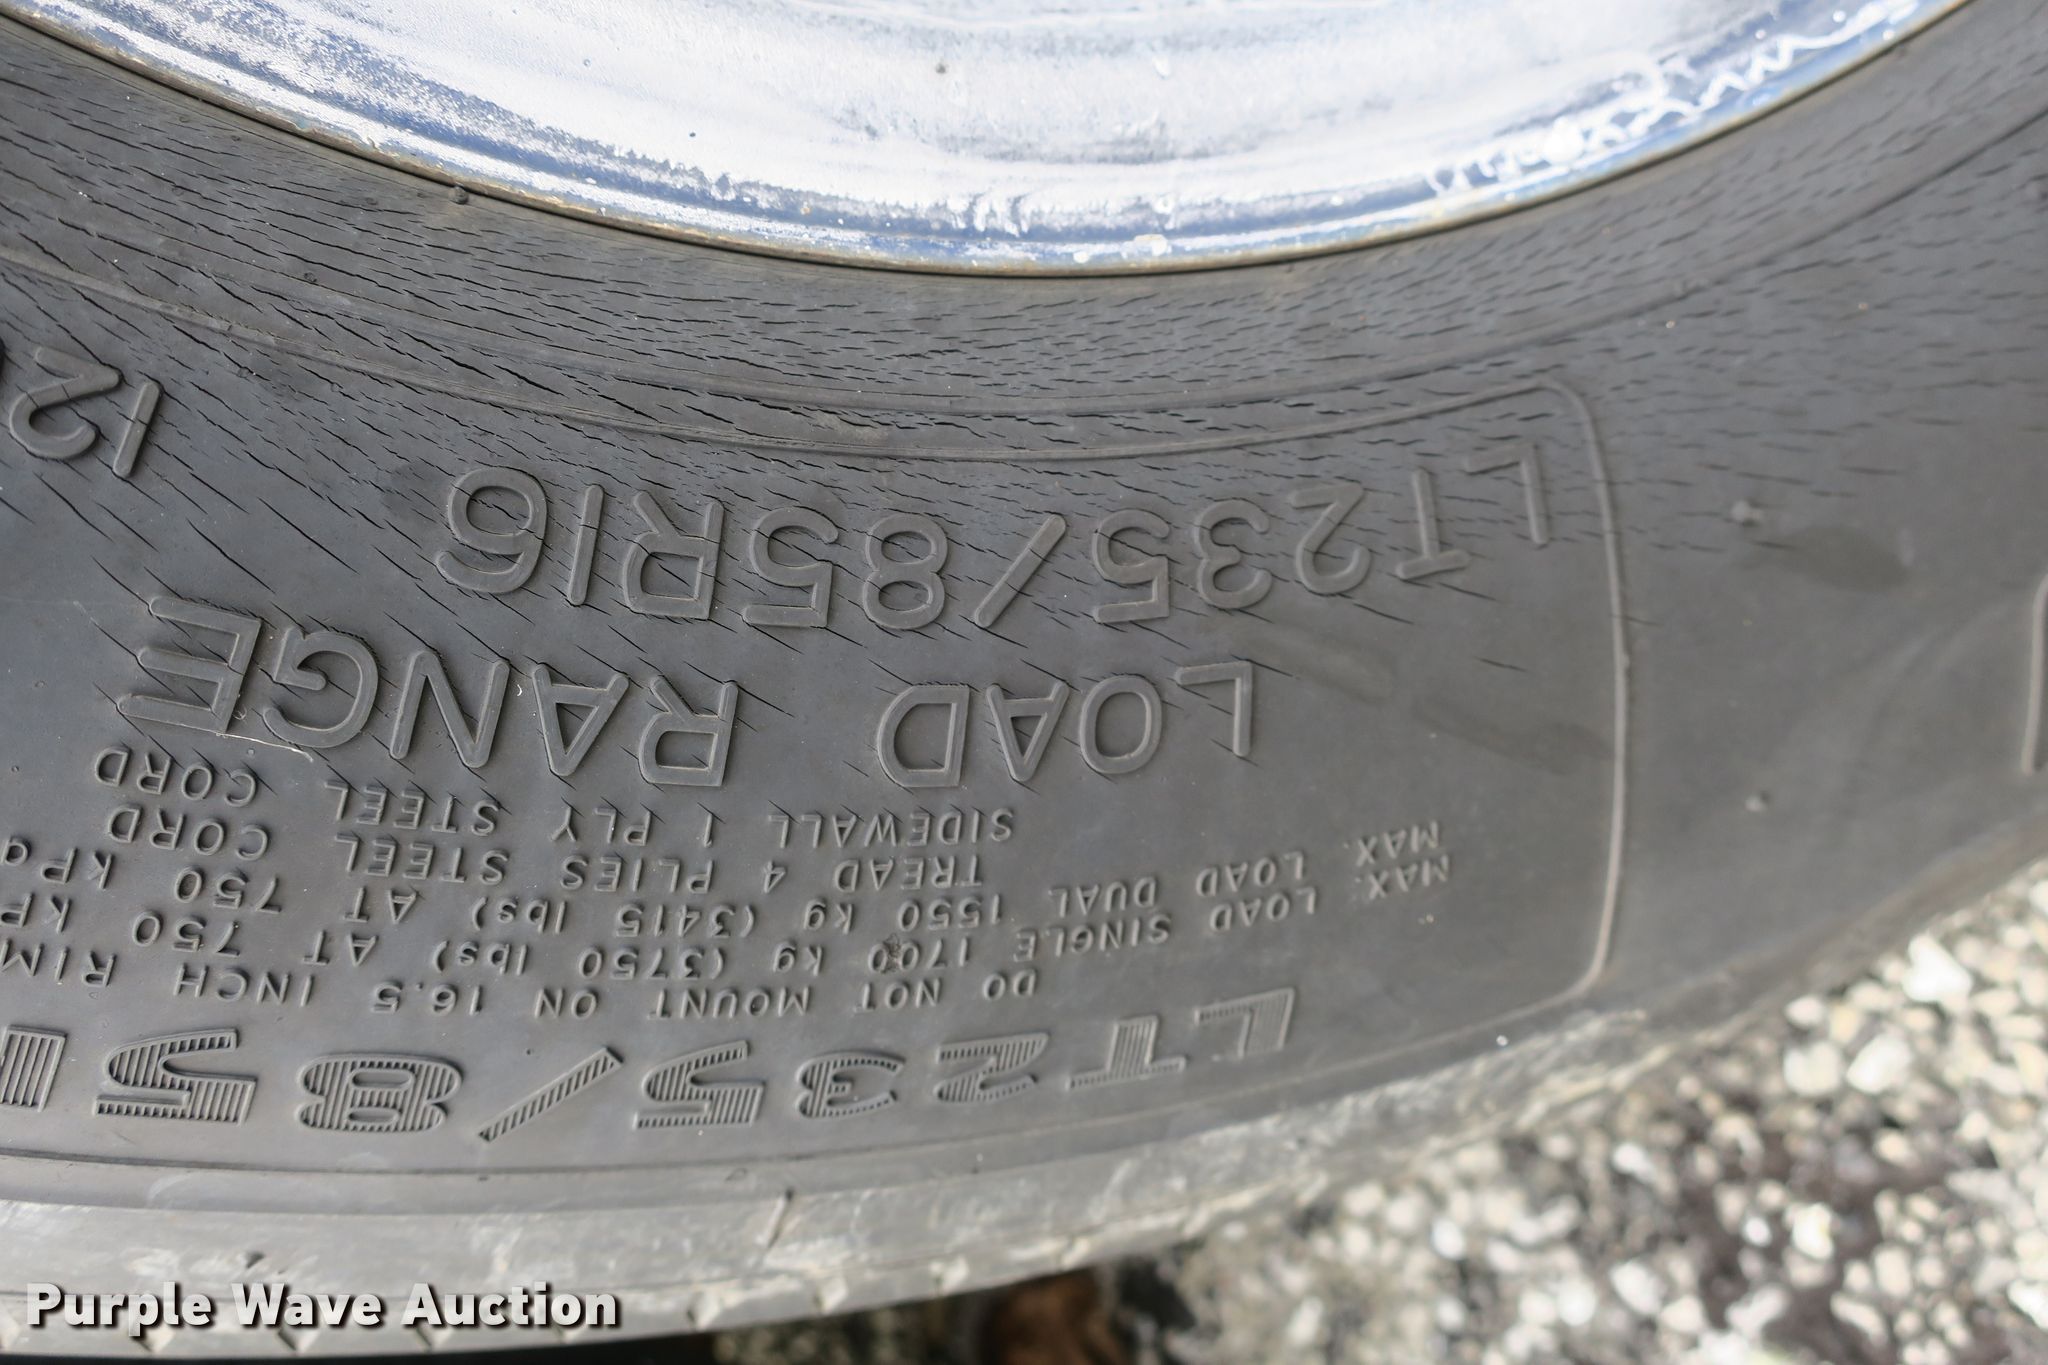 LT235/85
DO NOT MOUNT ON 16.5 INCH RIM
MAX. LOAD SINGLE 1700 kg (3750 lbs) AT 750 kP
MAX. LOAD DUAL 1550 kg (3415 lbs) AT 750 kPa
TREAD 4 PLIES STEEL CORD
SIDEWALL 1 PLY STEEL CORD
LOAD RANGE
LT235/85R16 12
Purple Wave Auction